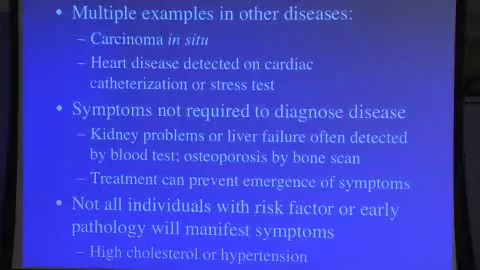 • Multiple examples in other diseases:
– Carcinoma in situ
– Heart disease detected on cardiac
catheterization or stress test
• Symptoms not required to diagnose disease
– Kidney problems or liver failure often detected
by blood test; osteoporosis by bone scan
– Treatment can prevent emergence of symptoms
• Not all individuals with risk factor or early
pathology will manifest symptoms
– High cholesterol or hypertension